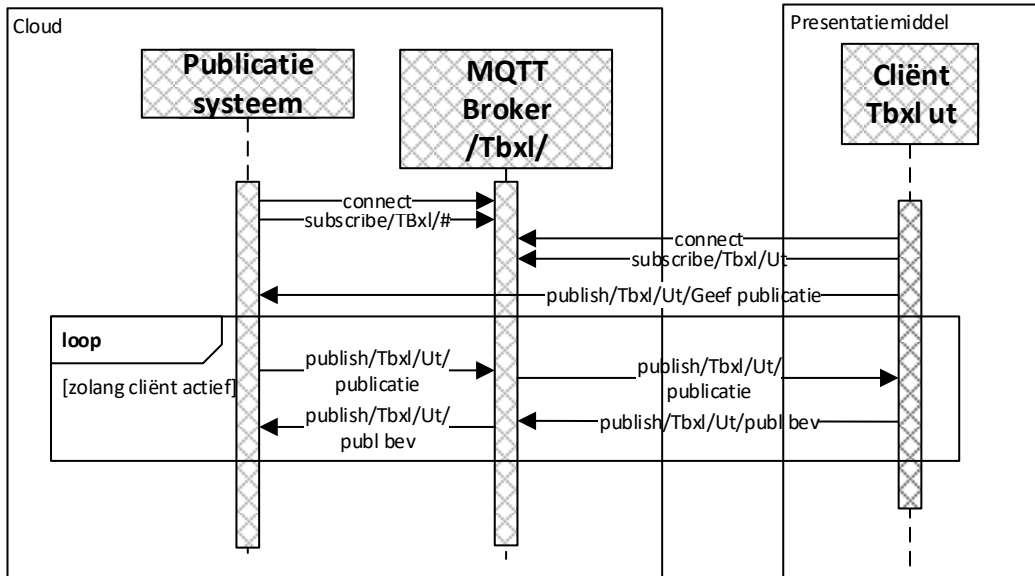 Cloud
Presentatiemiddel
Publicatie
systeem
MQTT
Broker
/Tbxl/
Cliënt
Tbxl ut
connect
subscribe/TBxl/#
connect
subscribe/Tbxl/Ut
publish/Tbxl/Ut/Geef publicatie
loop
[zolang cliënt actief]
publish/Tbxl/Ut/
publicatie
publish/Tbxl/Ut/
publicatie
publish/Tbxl/Ut/
publ bev
publish/Tbxl/Ut/publ bev